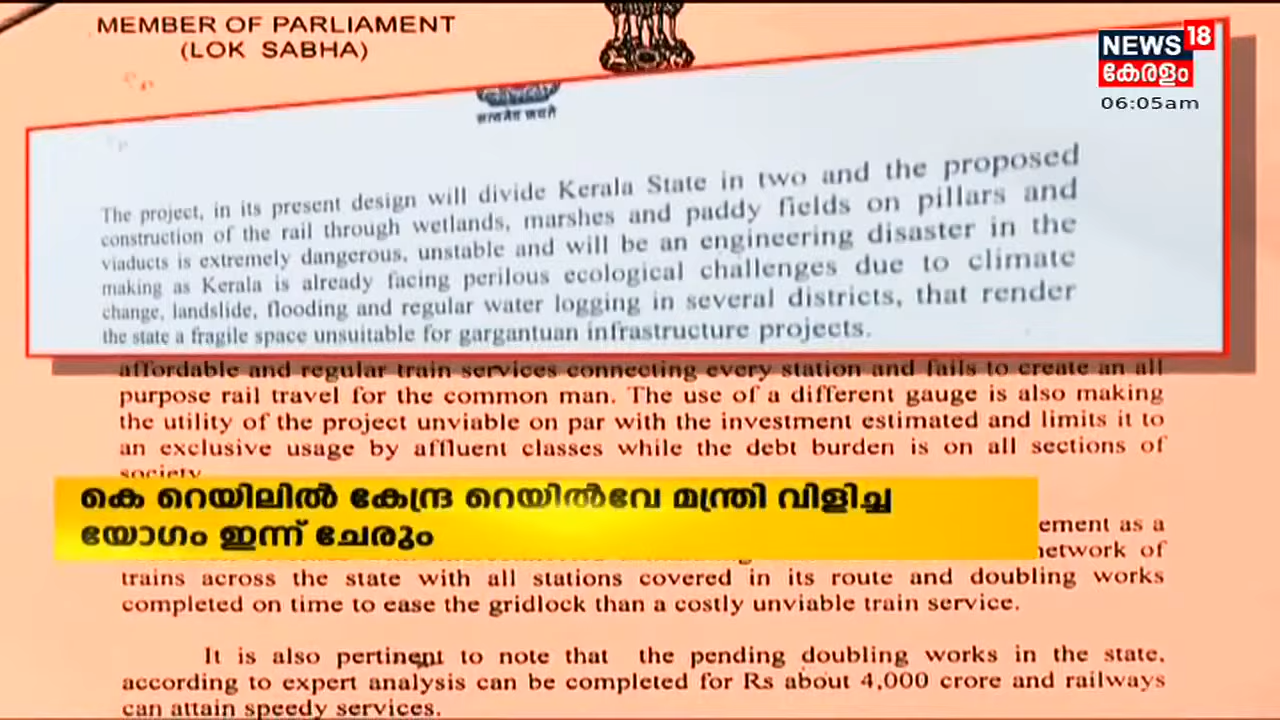 MEMBER OF PARLIAMENT
(LOK SABHA)
NEWS 18
കേരളം
06:05am
सत्यमेव जयते
The project, in its present design will divide Kerala State in two and the proposed
construction of the rail through wetlands, marshes and paddy fields on pillars and
viaducts is extremely dangerous, unstable and will be an engineering disaster in the
making as Kerala is already facing perilous ecological challenges due to climate
change, landslide, flooding and regular water logging in several districts, that render
the state a fragile space unsuitable for gargantuan infrastructure projects.
affordable and regular train services connecting every station and fails to create an all
purpose rail travel for the common man. The use of a different gauge is also making
the utility of the project unviable on par with the investment estimated and limits it to
an exclusive usage by affluent classes while the debt burden is on all sections of
society
കെ റെയിലിൽ കേന്ദ്ര റെയിൽവേ മന്ത്രി വിളിച്ച
യോഗം ഇന്ന് ചേരും
ement as a
network of
trains across the state with all stations covered in its route and doubling works
completed on time to ease the gridlock than a costly unviable train service.
It is also pertinent to note that the pending doubling works in the state,
according to expert analysis can be completed for Rs about 4,000 crore and railways
can attain speedy services.